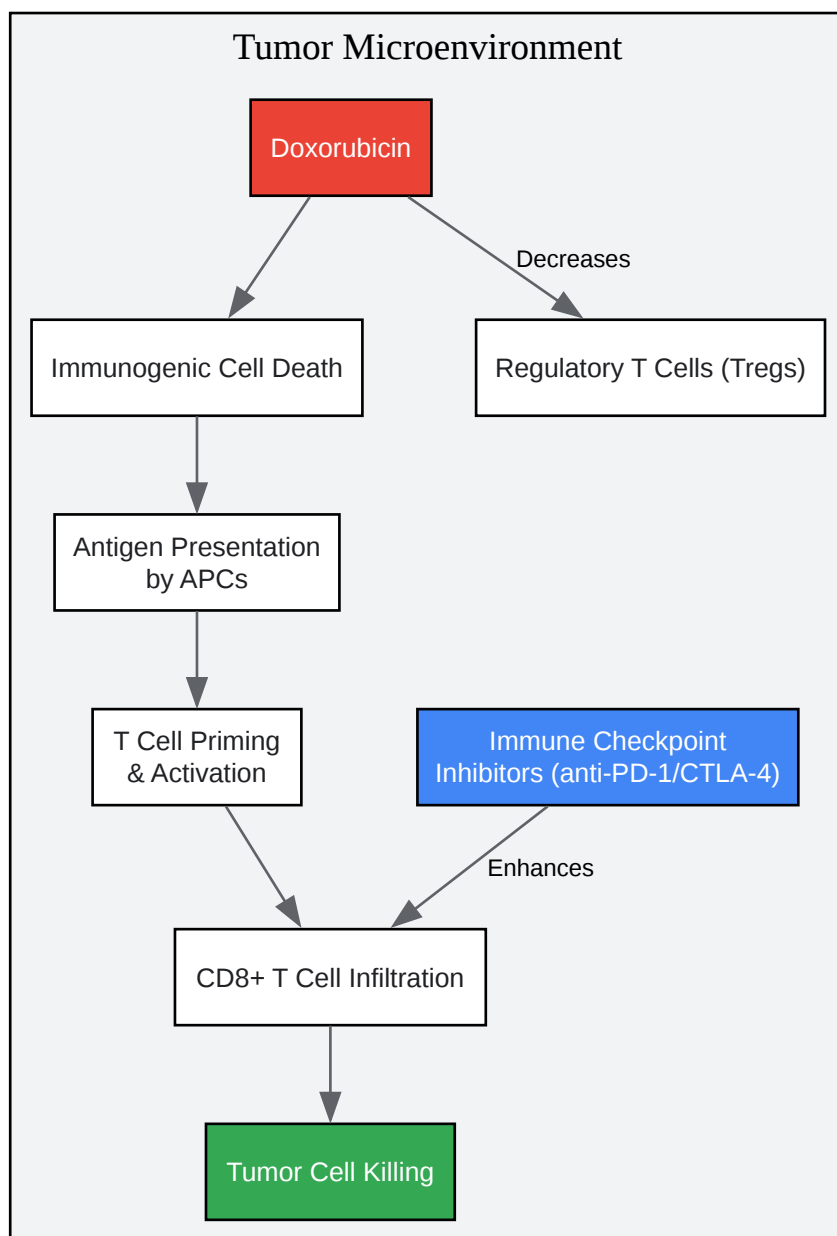 Tumor Microenvironment
Doxorubicin
Decreases
Immunogenic Cell Death
Regulatory T Cells (Tregs)
Antigen Presentation
by APCs
T Cell Priming
& Activation
Immune Checkpoint
Inhibitors (anti-PD-1/CTLA-4)
Enhances
CD8+ T Cell Infiltration
Tumor Cell Killing